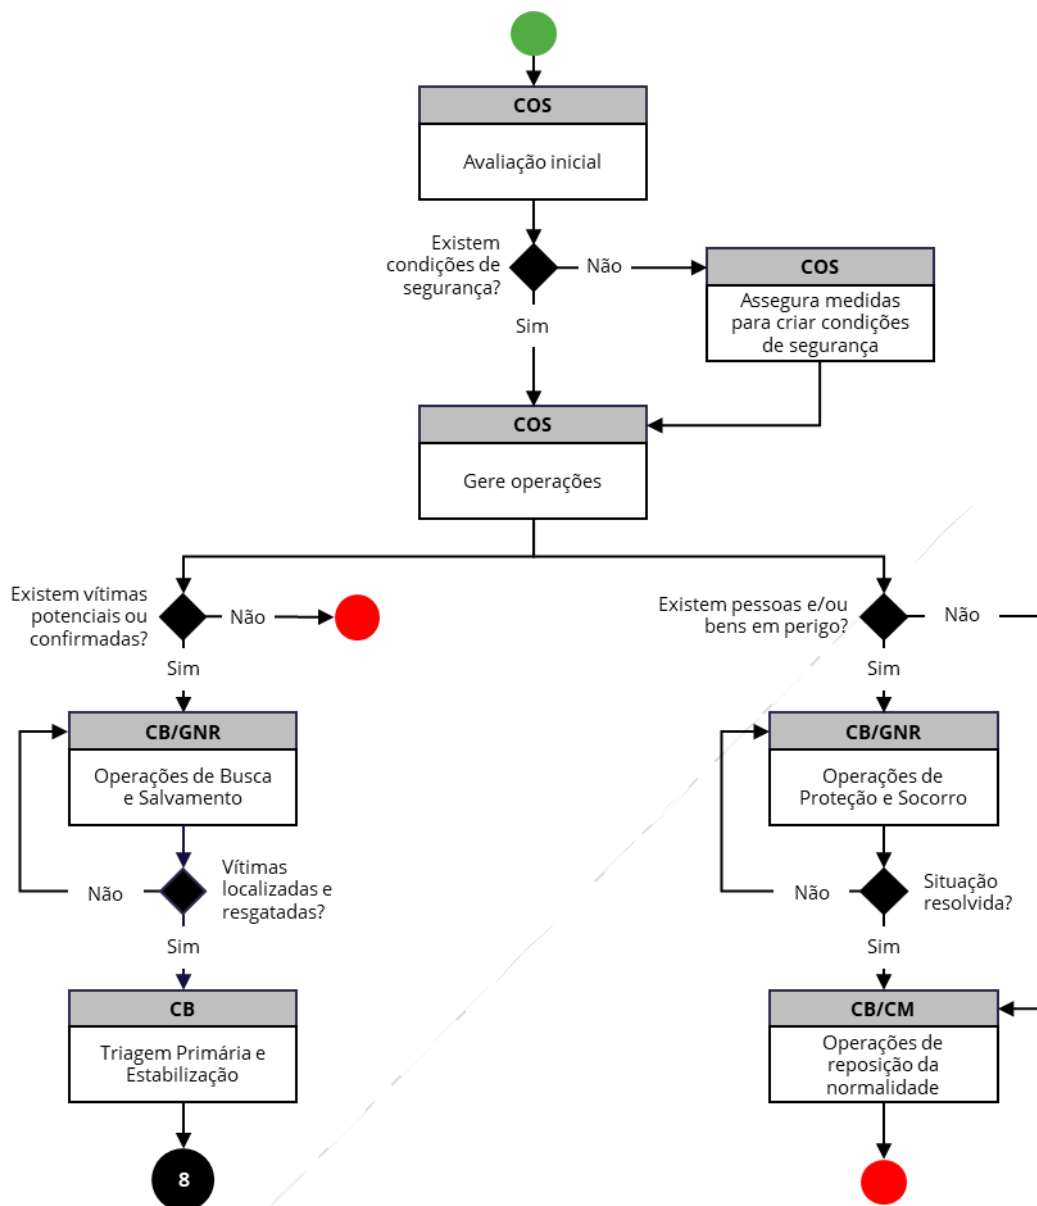 COS
Avaliação inicial
Existem
condições de
segurança?
Não
COS
Assegura medidas
para criar condições
de segurança
Sim
COS
Gere operações
Existem vítimas
potenciais ou
confirmadas?
Não
Existem pessoas e/ou
bens em perigo?
Não
Sim
Sim
CB/GNR
Operações de Busca
e Salvamento
CB/GNR
Operações de
Proteção e Socorro
Não
Vítimas
localizadas e
resgatadas?
Não
Situação
resolvida?
Sim
Sim
CB
Triagem Primária e
Estabilização
CB/CM
Operações de
reposição da
normalidade
8